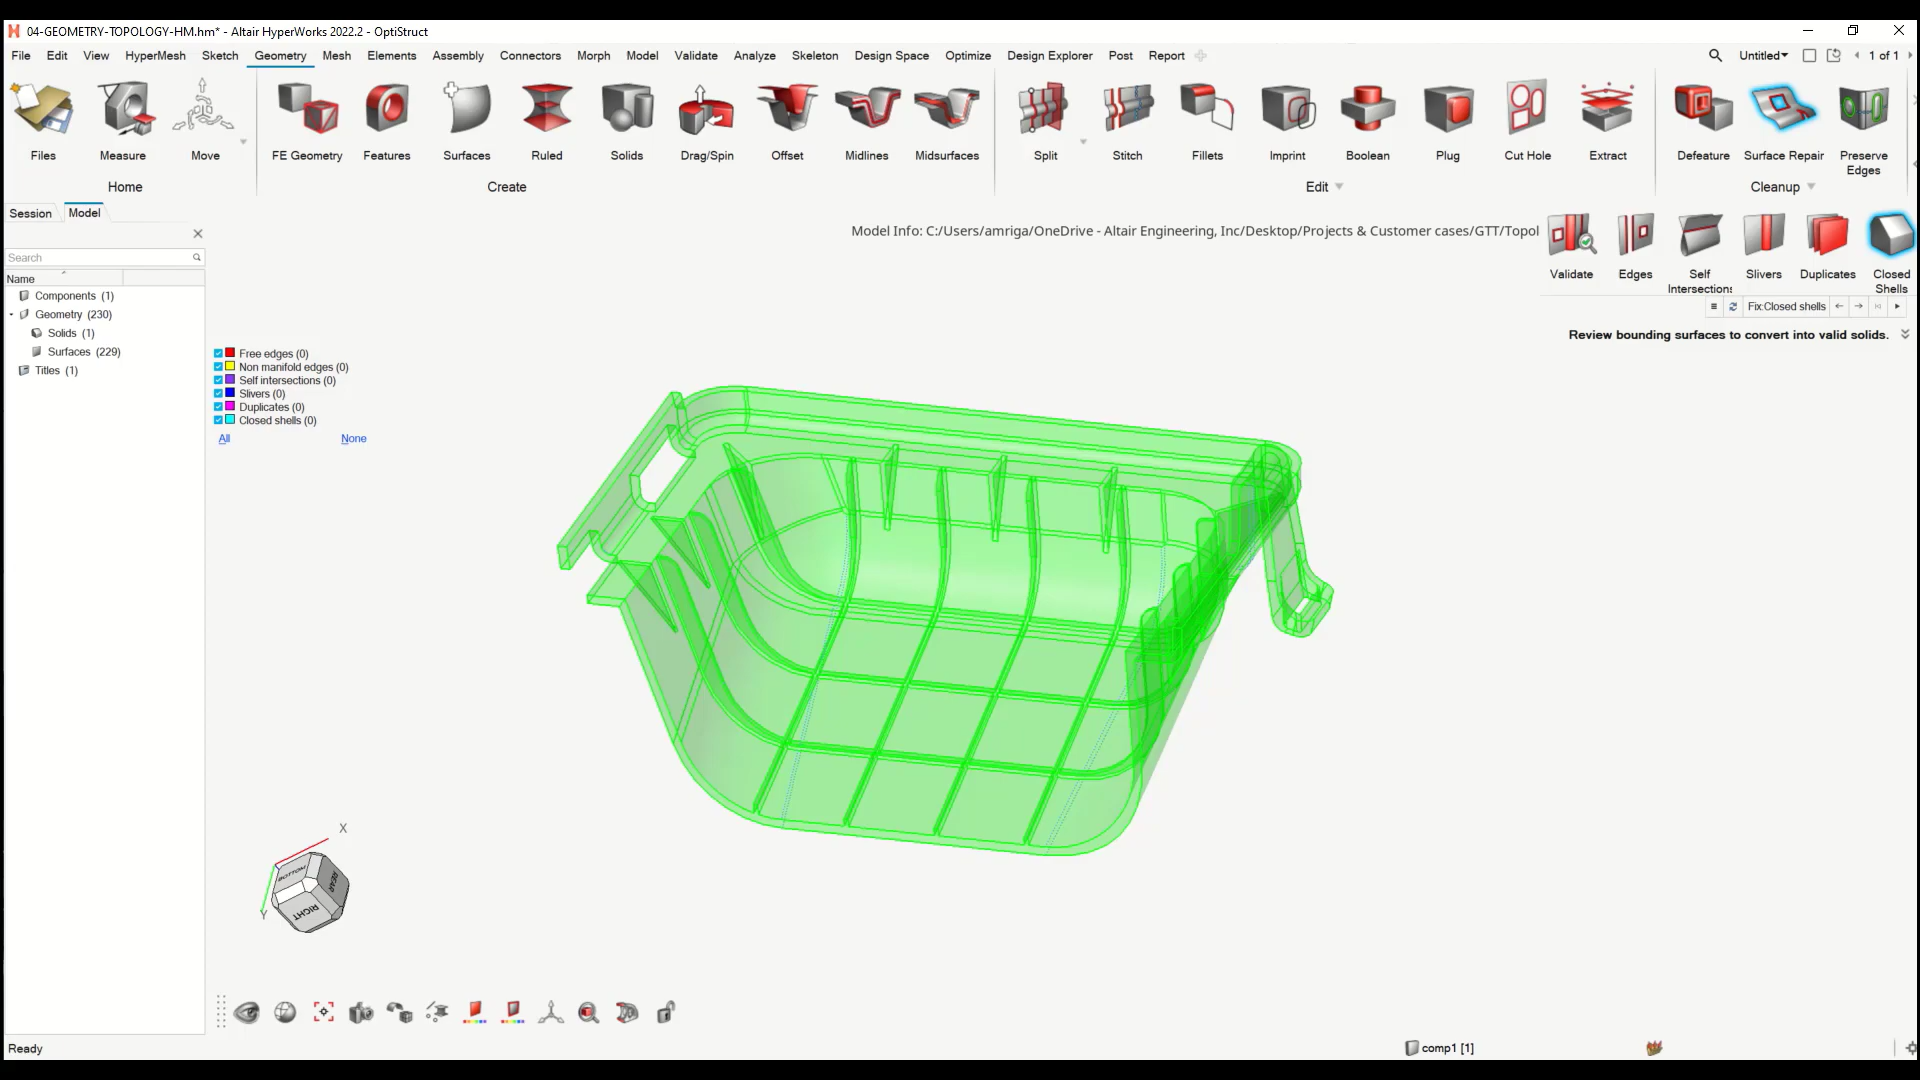 04-GEOMETRY-TOPOLOGY-HM.hm* - Altair HyperWorks 2022.2 - OptiStruct
File Edit View HyperMesh Sketch Geometry Mesh Elements Assembly Connectors Morph Model Validate Analyze Skeleton Design Space Optimize Design Explorer Post Report Untitled 1 of 1
Files Measure Move FE Geometry Features Surfaces Ruled Solids Drag/Spin Offset Midlines Midsurfaces Split Stitch Fillets Imprint Boolean Plug Cut Hole Extract Defeature Surface Repair Preserve Edges
Home Create Edit Cleanup
Session Model
Model Info: C:/Users/amriga/OneDrive - Altair Engineering, Inc/Desktop/Projects & Customer cases/GTT/Topol
Search
Validate Edges Self Intersections Slivers Duplicates Closed Shells
Name
Components (1)
Geometry (230)
Solids (1)
Surfaces (229)
Titles (1)
Fix:Closed shells
Review bounding surfaces to convert into valid solids.
Free edges (0)
Non manifold edges (0)
Self intersections (0)
Slivers (0)
Duplicates (0)
Closed shells (0)
All None
X
Y
BOTTOM
REAR
RIGHT
Ready
comp1 [1]